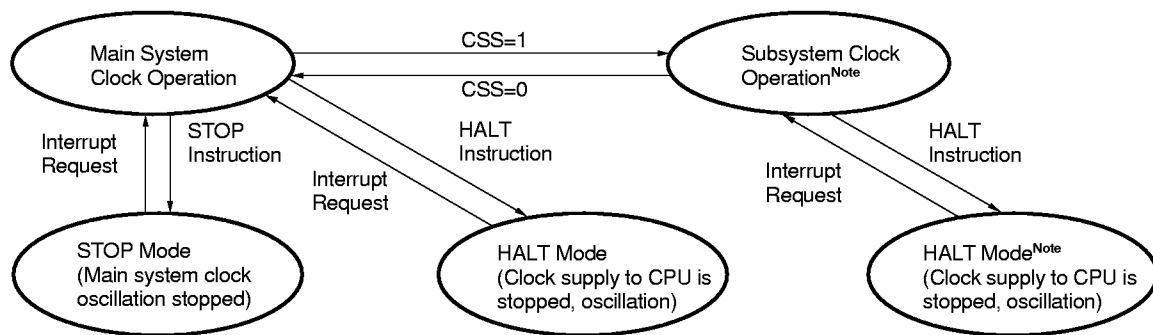 Main System
Clock Operation
CSS=1
CSS=0
Subsystem Clock
OperationNote
Interrupt
Request
STOP
Instruction
HALT
Instruction
Interrupt
Request
HALT
Instruction
Interrupt
Request
STOP Mode
(Main system clock
oscillation stopped)
HALT Mode
(Clock supply to CPU is
stopped, oscillation)
HALT ModeNote
(Clock supply to CPU is
stopped, oscillation)